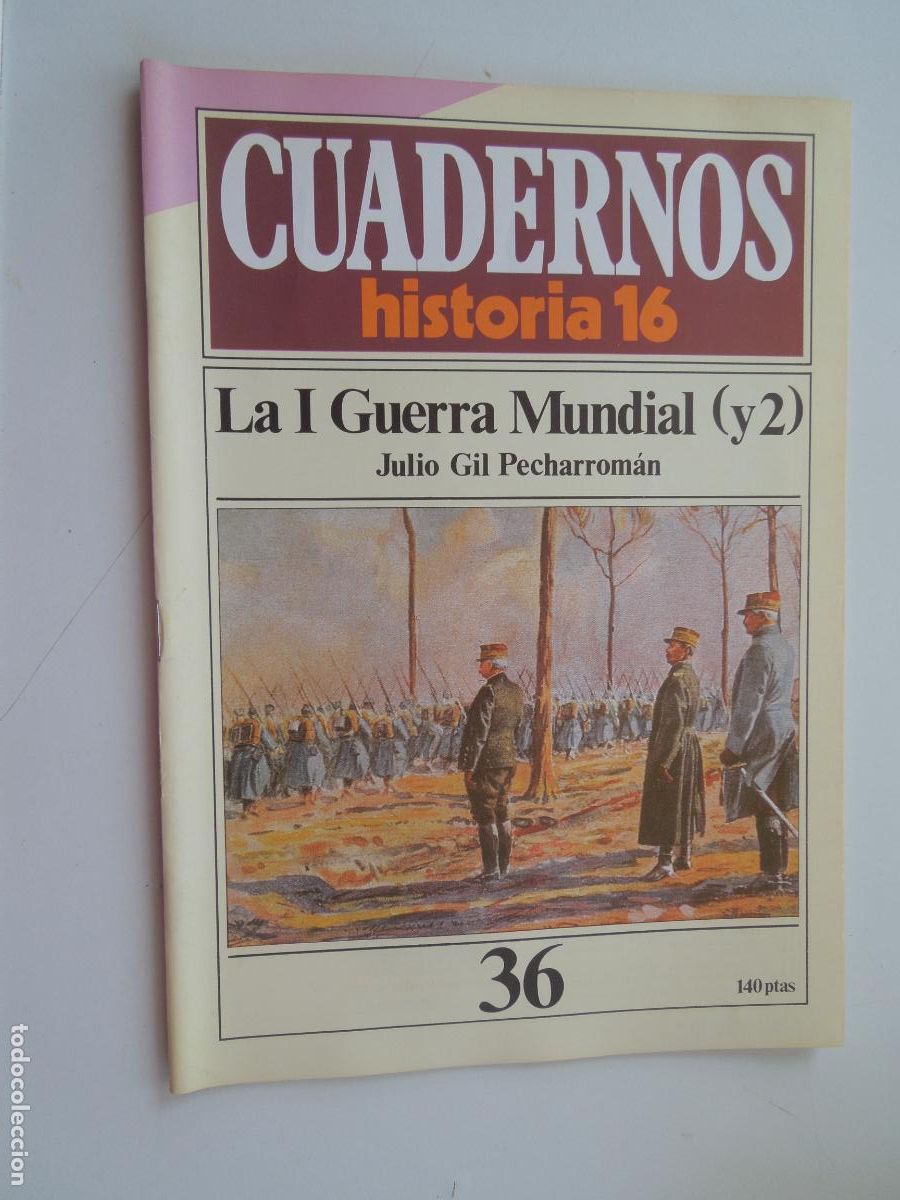 CUADERNOS
historia 16
La I Guerra Mundial (y2)
Julio Gil Pecharromán
36
140 ptas
todocoleccion